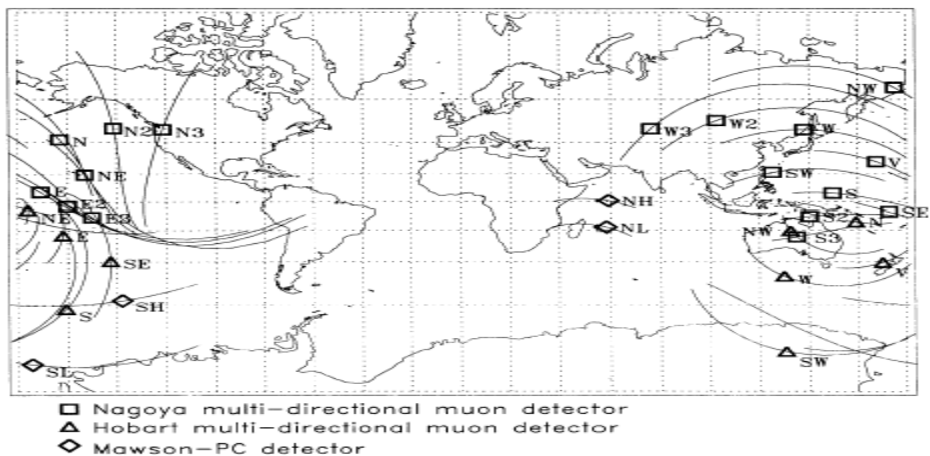 NW
N N2 N3 W3 W2 W
NE SW V
E E2 NH S SE
NE E3 S2 N
E NL NW S3
SE W V
SH
S
SW
SL
Nagoya multi-directional muon detector
Hobart multi-directional muon detector
Mawson-PC detector